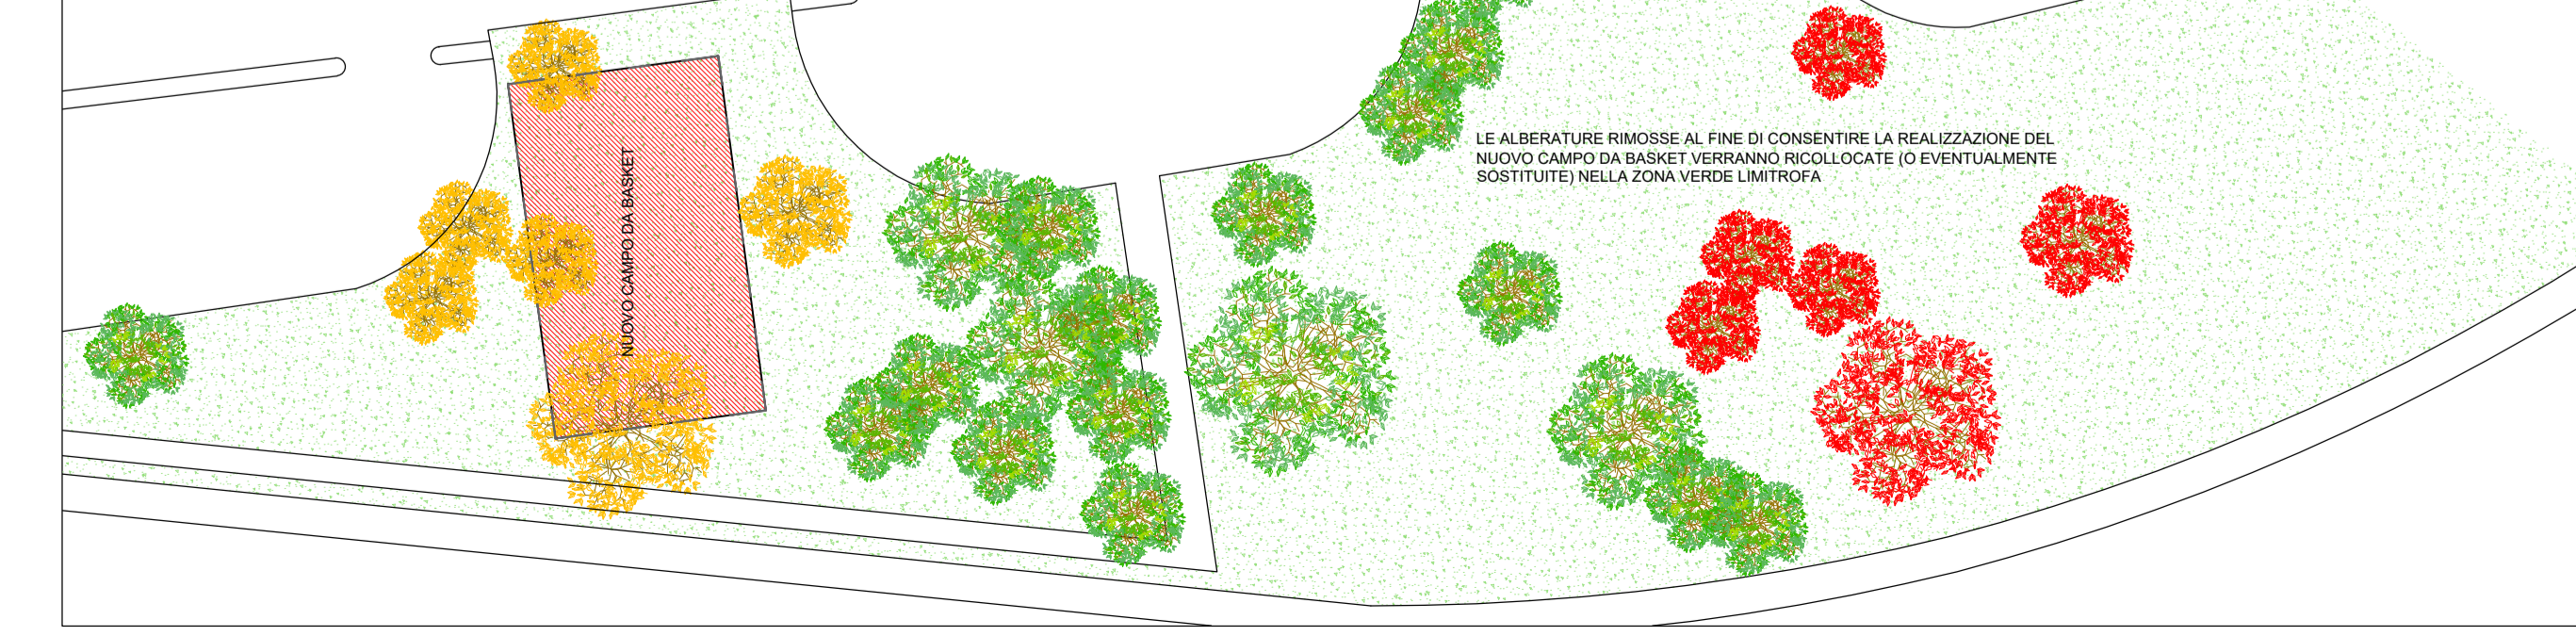 NUOVO CAMPO DA BASKET
LE ALBERATURE RIMOSSE AL FINE DI CONSENTIRE LA REALIZZAZIONE DEL
NUOVO CAMPO DA BASKET VERRANNO RICOLLOCATE (O EVENTUALMENTE
SOSTITUITE) NELLA ZONA VERDE LIMITROFA